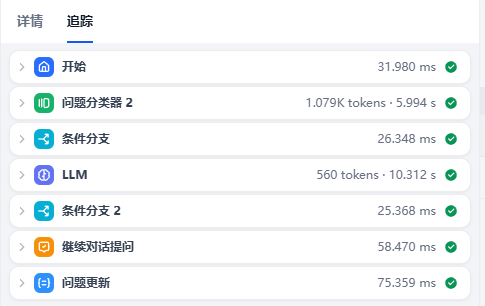 详情 追踪
开始 31.980 ms
问题分类器 2 1.079K tokens · 5.994 s
条件分支 26.348 ms
LLM 560 tokens · 10.312 s
条件分支 2 25.368 ms
继续对话提问 58.470 ms
问题更新 75.359 ms